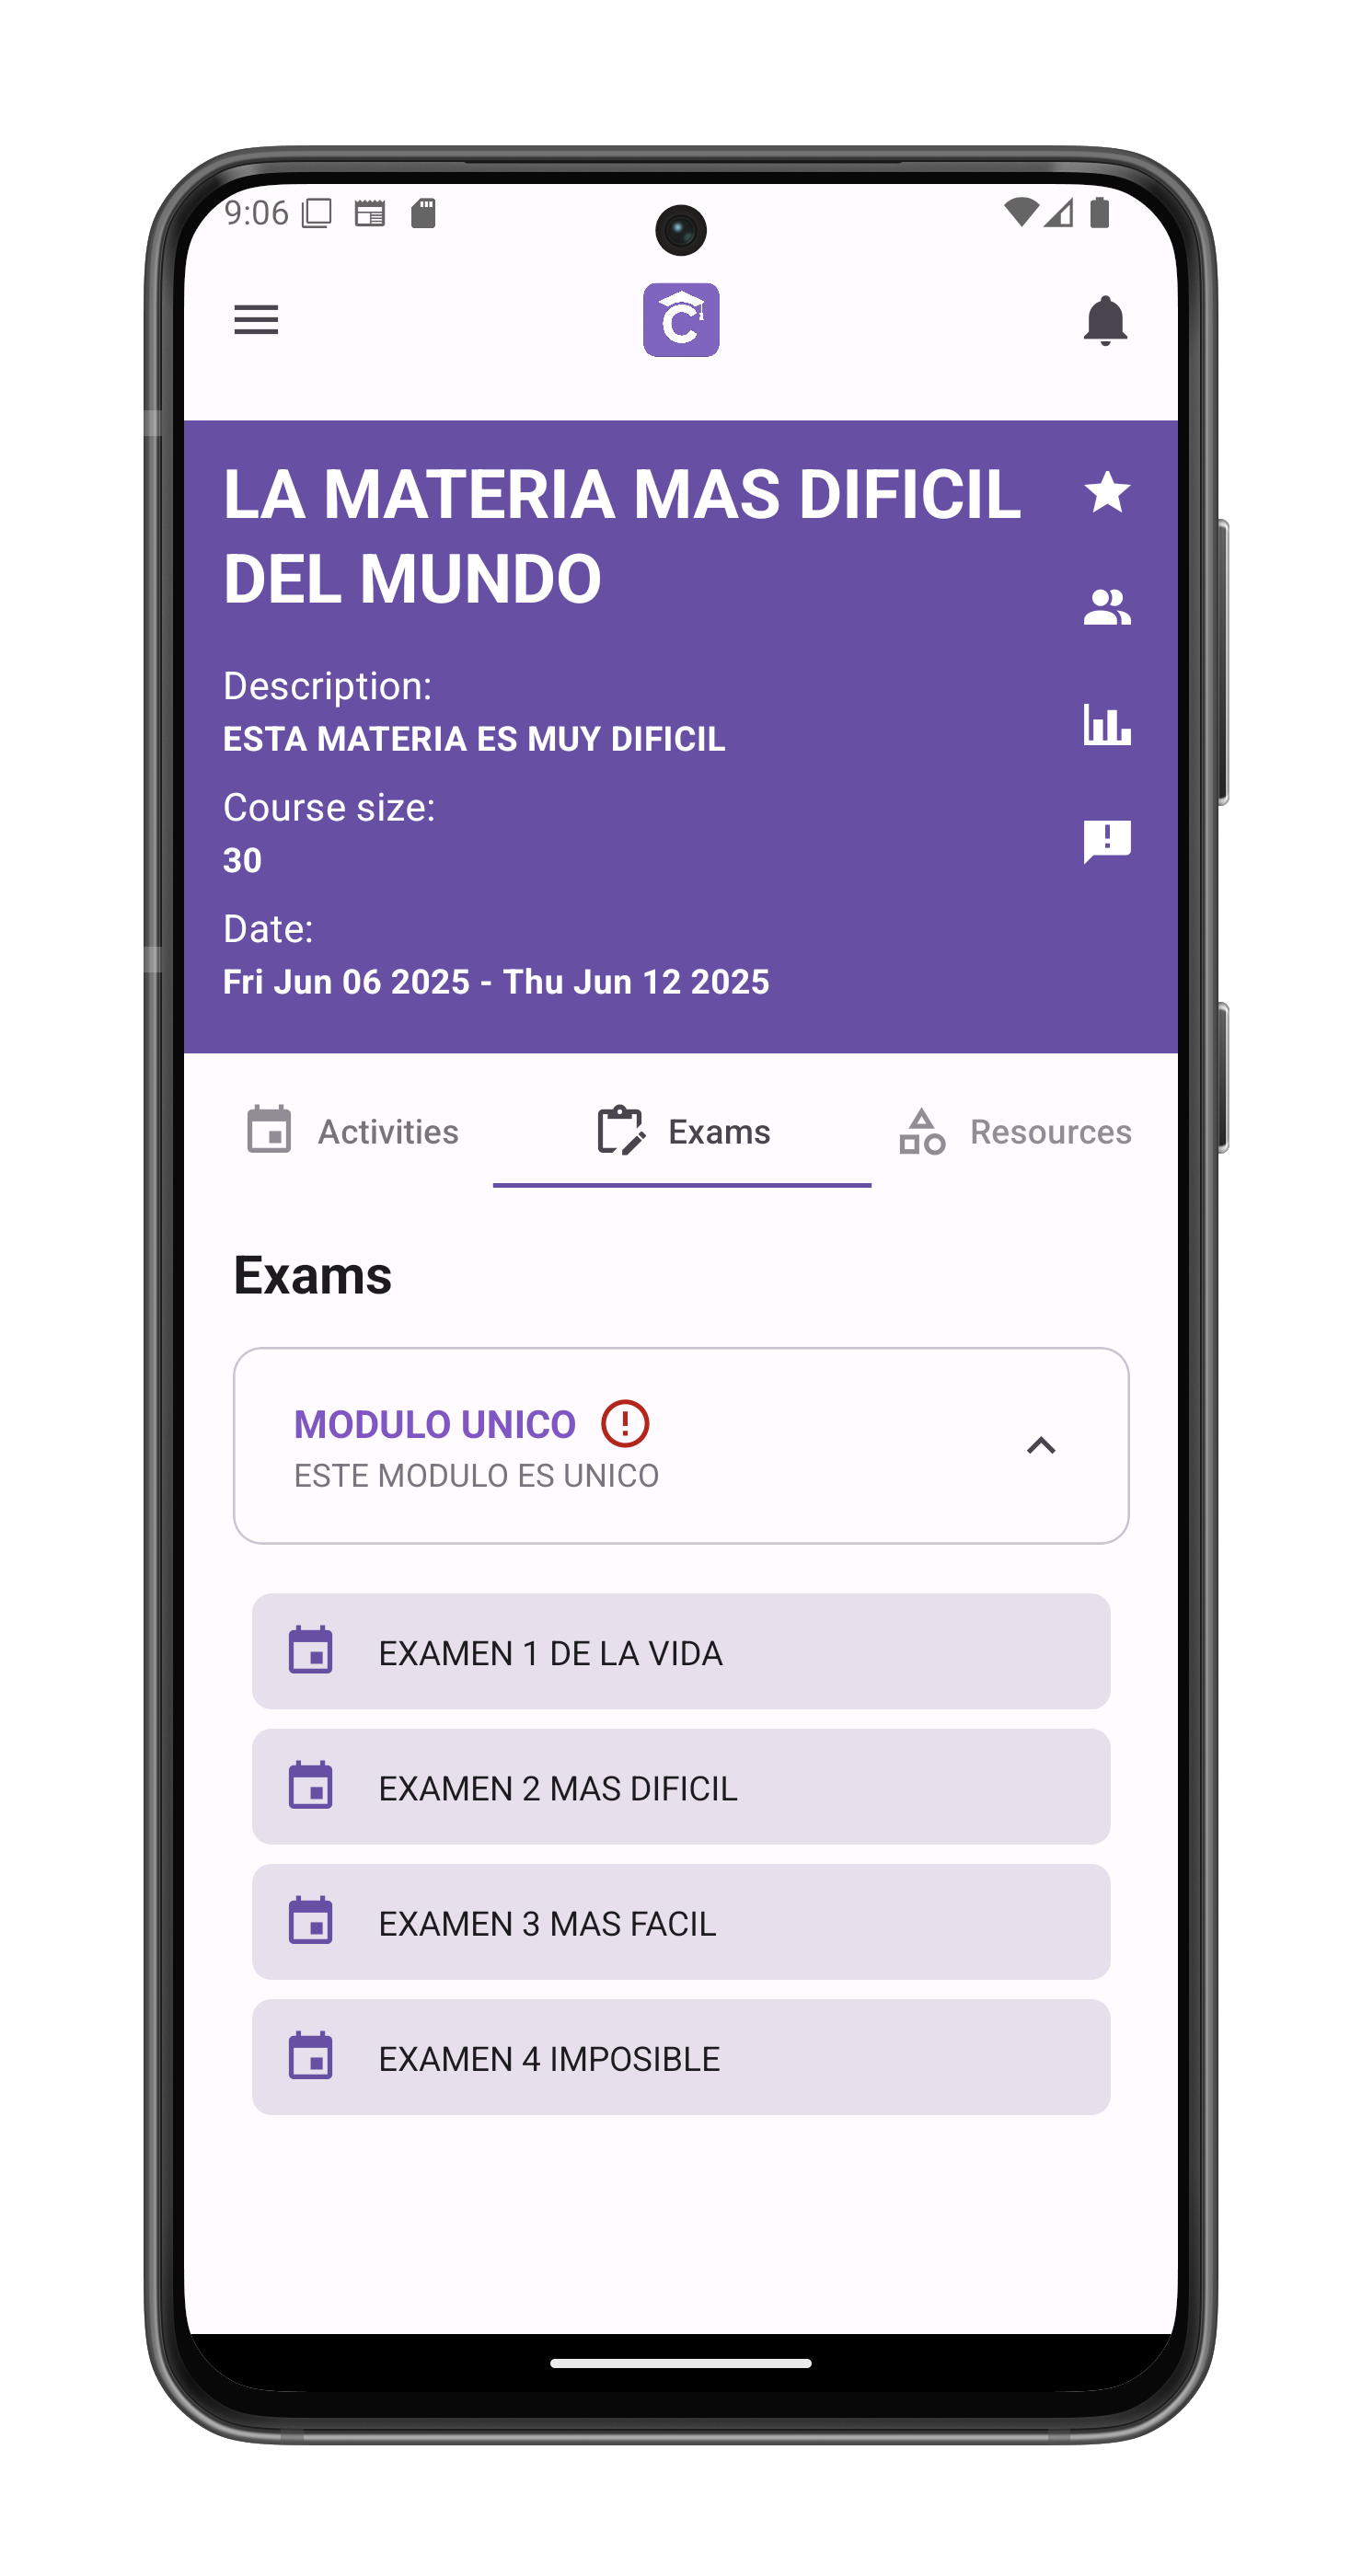 9:06
C
LA MATERIA MAS DIFICIL
DEL MUNDO
Description:
ESTA MATERIA ES MUY DIFICIL
Course size:
30
Date:
Fri Jun 06 2025 - Thu Jun 12 2025
Activities
Exams
Resources
Exams
MODULO UNICO
ESTE MODULO ES UNICO
EXAMEN 1 DE LA VIDA
EXAMEN 2 MAS DIFICIL
EXAMEN 3 MAS FACIL
EXAMEN 4 IMPOSIBLE